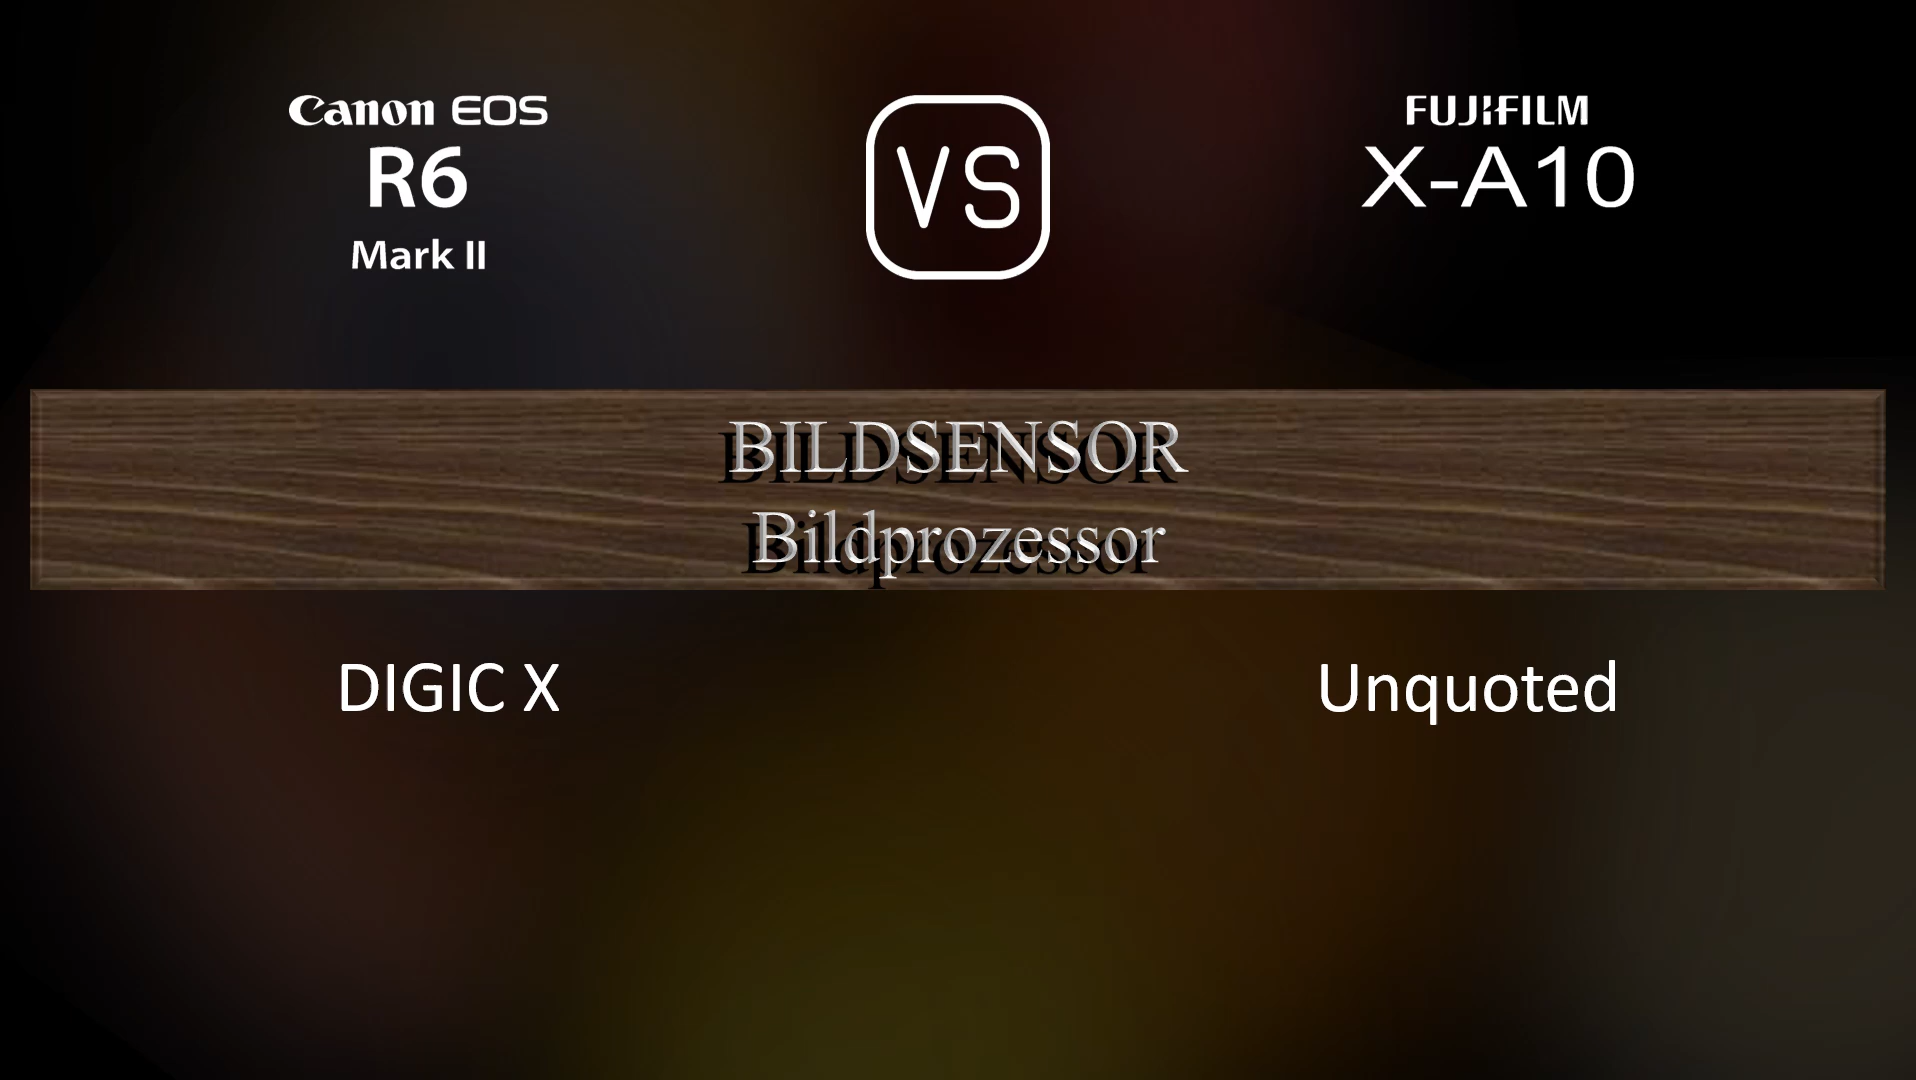 Canon EOS
R6
Mark II
VS
FUJIFILM
X-A10
BILDSENSOR
Bildprozessor
DIGIC X
Unquoted